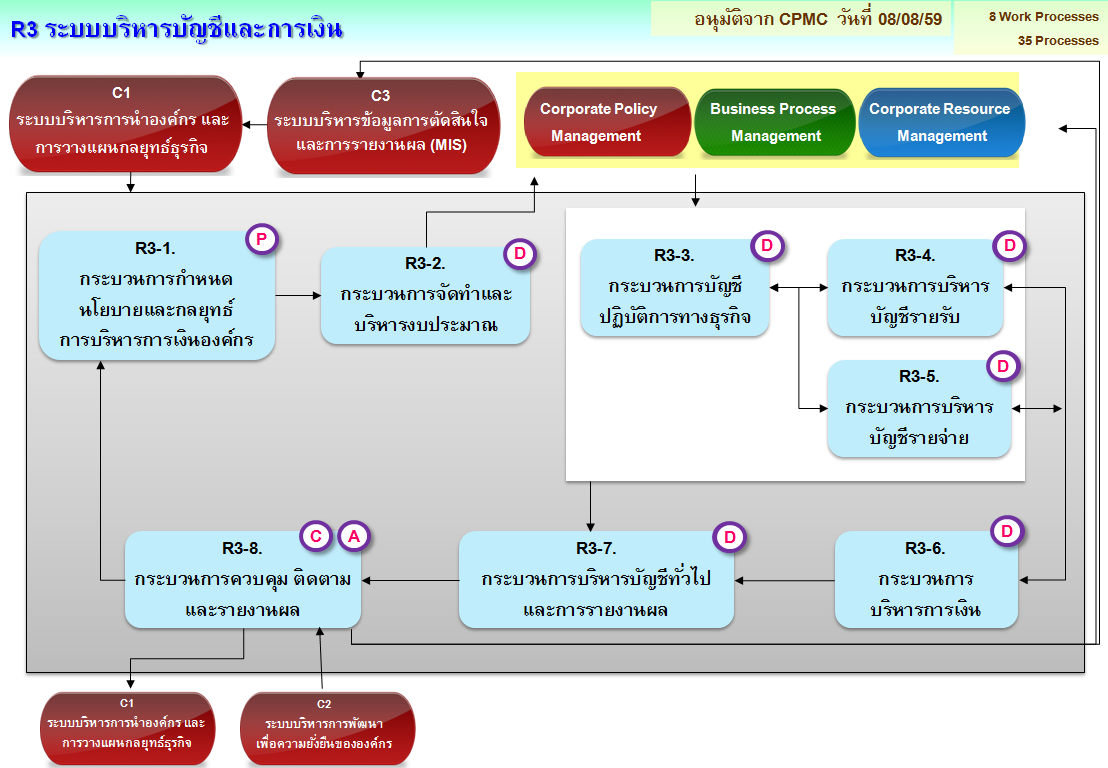 R3 ระบบบริหารบัญชีและการเงิน
อนุมัติจาก CPMC วันที่ 08/08/59
8 Work Processes
35 Processes
C1
ระบบบริหารการนำองค์กร และ
การวางแผนกลยุทธ์ธุรกิจ
C3
ระบบบริหารข้อมูลการตัดสินใจ
และการรายงานผล (MIS)
Corporate Policy
Management
Business Process
Management
Corporate Resource
Management
P
R3-1.
กระบวนการกำหนด
นโยบายและกลยุทธ์
การบริหารการเงินองค์กร
D
R3-2.
กระบวนการจัดทำและ
บริหารงบประมาณ
D
R3-3.
กระบวนการบัญชี
ปฏิบัติการทางธุรกิจ
D
R3-4.
กระบวนการบริหาร
บัญชีรายรับ
D
R3-5.
กระบวนการบริหาร
บัญชีรายจ่าย
C
A
R3-8.
กระบวนการควบคุม ติดตาม
และรายงานผล
D
R3-7.
กระบวนการบริหารบัญชีทั่วไป
และการรายงานผล
D
R3-6.
กระบวนการ
บริหารการเงิน
C1
ระบบบริหารการนำองค์กร และ
การวางแผนกลยุทธ์ธุรกิจ
C2
ระบบบริหารการพัฒนา
เพื่อความยั่งยืนขององค์กร